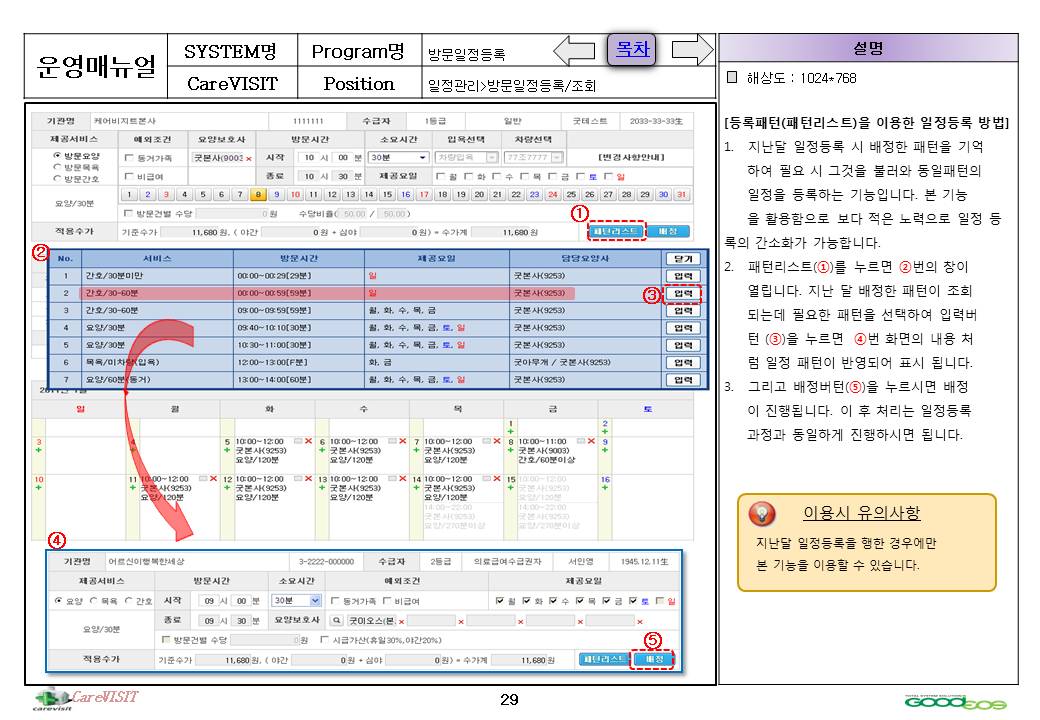 운영매뉴얼
SYSTEM명
Program명
방문일정등록
목차
CareVISIT
Position
일정관리>방문일정등록/조회
설명
해상도 : 1024*768
[등록패턴(패턴리스트)을 이용한 일정등록 방법]
1. 지난달 일정등록 시 배정한 패턴을 기억
하여 필요 시 그것을 불러와 동일패턴의
일정을 등록하는 기능입니다. 본 기능
을 활용함으로 보다 적은 노력으로 일정 등
록의 간소화가 가능합니다.
2. 패턴리스트(①)를 누르면 ②번의 창이
열립니다. 지난 달 배정한 패턴이 조회
되는데 필요한 패턴을 선택하여 입력버
턴 (③)을 누르면 ④번 화면의 내용 처
럼 일정 패턴이 반영되어 표시 됩니다.
3. 그리고 배정버턴(⑤)을 누르시면 배정
이 진행됩니다. 이 후 처리는 일정등록
과정과 동일하게 진행하시면 됩니다.
이용시 유의사항
지난달 일정등록을 행한 경우에만
본 기능을 이용할 수 있습니다.
기관명 케어비지트본사 1111111 수급자 1등급 일반 굿테스트 2033-33-33생
제공서비스 예외조건 요양보호사 방문시간 소요시간 입욕선택 차량선택
방문요양 동거가족 굿본사(9003 × 시작 10 시 00 분 30분 차량입욕 77조7777 [변경사항안내]
방문목욕
방문간호 비급여 종료 10 시 30 분 제공요일 월 화 수 목 금 토 일
요양/30분
1 2 3 4 5 6 7 8 9 10 11 12 13 14 15 16 17 18 19 20 21 22 23 24 25 26 27 28 29 30 31
방문건별 수당 0원 수당비율( 50.00 / 50.00)
①
적용수가 기준수가 11,680 원, ( 야간 0원 + 심야 0원) = 수가계 11,680 원 패턴리스트 배정
②
No. 서비스 방문시간 제공요일 담당요양사 닫기
1 간호/30분미만 00:00~00:29[29분] 일 굿본사(9253) 입력
2 간호/30-60분 00:00~00:59[59분] 일 굿본사(9253) ③ 입력
3 간호/30-60분 09:00~09:59[59분] 월, 화, 수, 목, 금 굿본사(9253) 입력
4 요양/30분 09:40~10:10[30분] 월, 화, 수, 목, 금, 토, 일 굿본사(9253) 입력
5 요양/30분 10:30~11:00[30분] 월, 화, 수, 목, 금, 토, 일 굿본사(9253) 입력
6 목욕/미차량(입욕) 12:00~13:00[F분] 화, 금 굿아무개 / 굿본사(9253) 입력
7 요양/60분(동거) 13:00~14:00[60분] 월, 화, 수, 목, 금, 토, 일 굿본사(9253) 입력
일 월 화 수 목 금 토
1 2
3 4 5 10:00~12:00 6 10:00~12:00 7 10:00~12:00 8 10:00~11:00 9
굿본사(9253) 굿본사(9253) 굿본사(9253) 굿본사(9003)
요양/120분 요양/120분 요양/120분 간호/60분이상
10 11 10:00~12:00 12 10:00~12:00 13 10:00~12:00 14 10:00~12:00 15 10:00~12:00 16
굿본사(9253) 굿본사(9253) 굿본사(9253) 굿본사(9253) 굿본사(9253)
요양/120분 요양/120분 요양/120분 요양/120분 요양/120분
14:00~22:00 14:00~22:00
굿본사(9253) 굿본사(9253)
요양/270분이상 요양/270분이상
④
기관명 어르신이행복한세상 3-2222-000000 수급자 2등급 의료급여수급권자 서인영 1945.12.11생
제공서비스 방문시간 소요시간 예외조건 제공요일
요양 목욕 간호 시작 09 시 00 분 30분 동거가족 비급여 월 화 수 목 금 토 일
요양/30분 종료 09 시 30 분 요양보호사 굿이오스(본 × × × ×
방문건별 수당 0원 시급가산(휴일30%,야간20%)
⑤
적용수가 기준수가 11,680원, ( 야간 0원 + 심야 0원) = 수가계 11,680원 패턴리스트 배정
CareVISIT
carevisit
29
TOTAL SYSTEM SOLUTION
GOODEOS